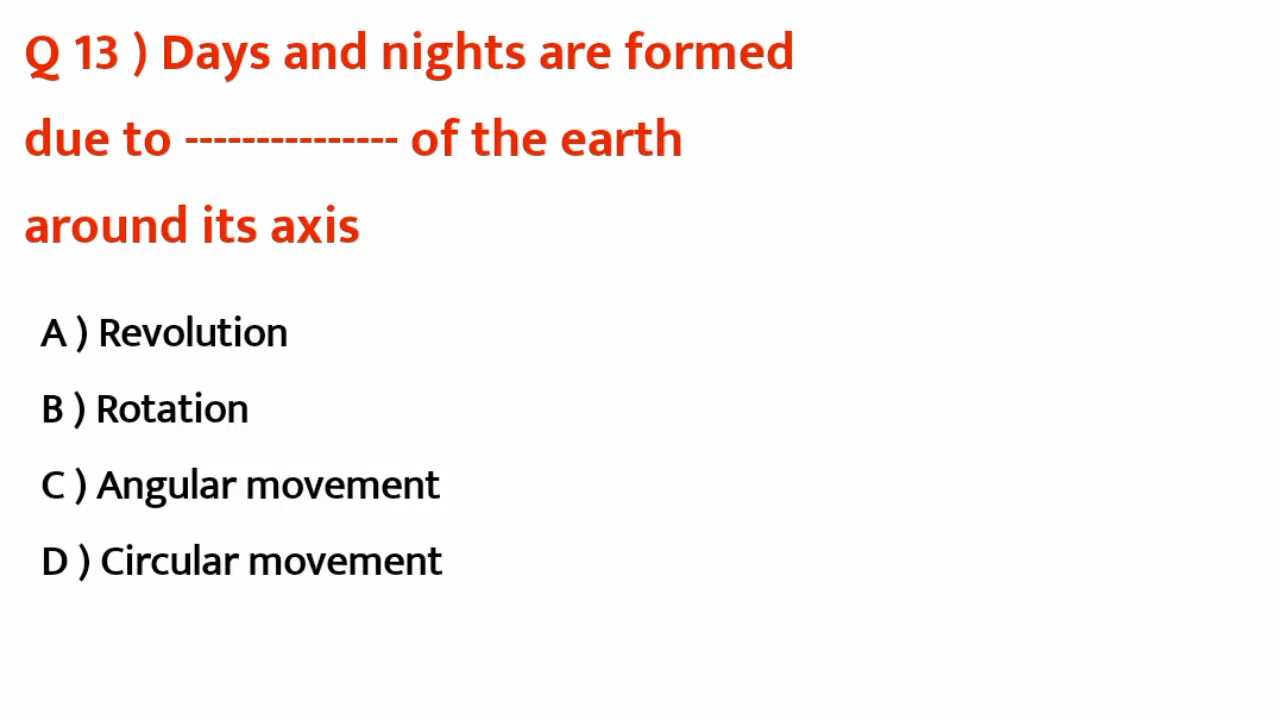 Q 13 ) Days and nights are formed
due to --------------- of the earth
around its axis
A ) Revolution
B ) Rotation
C ) Angular movement
D ) Circular movement